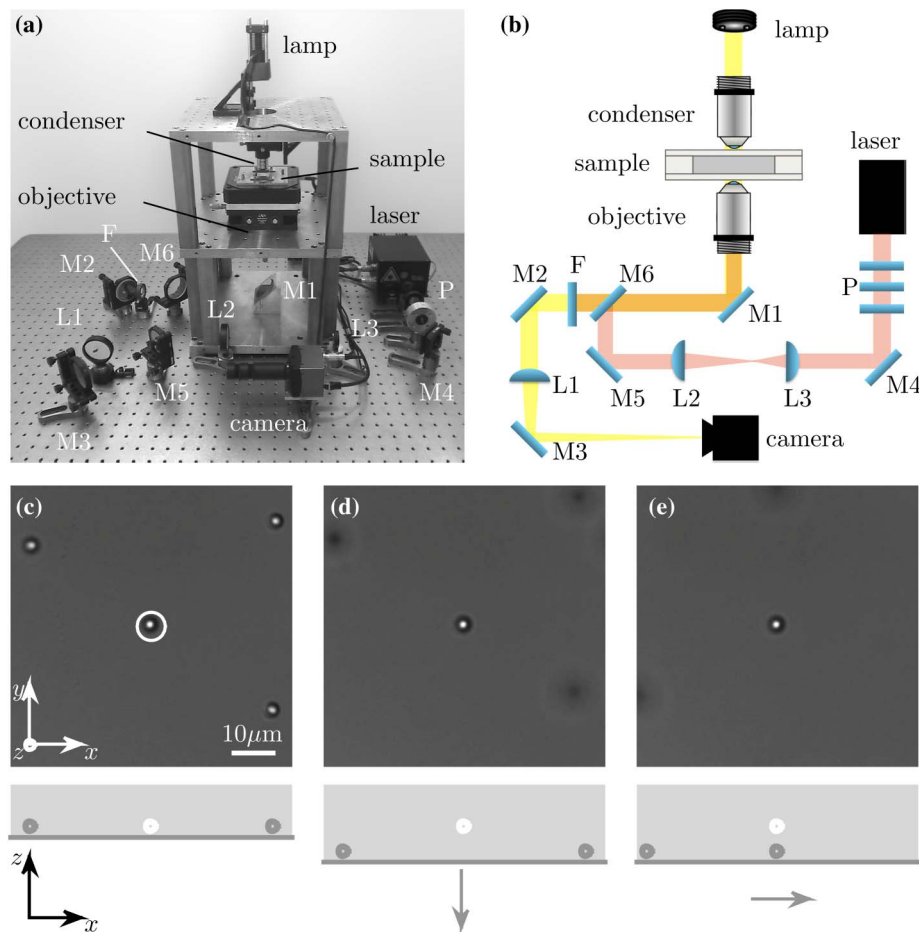 (a)
lamp
condenser
sample
objective
laser
F
M2
M6
P
L2
M1
L1
L3
M5
M4
camera
M3
(b)
lamp
laser
condenser
sample
objective
M2
F
M6
P
M1
L1
M5
L2
L3
M4
M3
camera
(c)
(d)
(e)
y
z
x
10μm
z
x